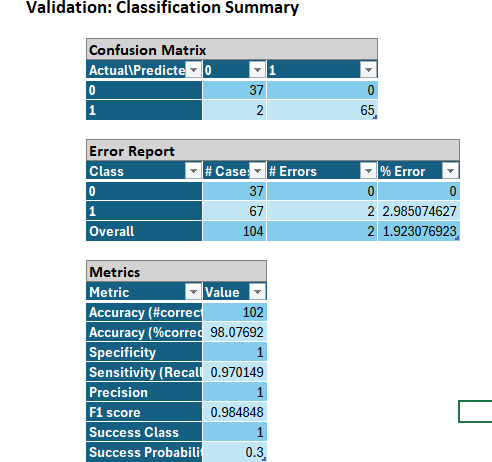 Validation: Classification Summary
Confusion Matrix
Actual\Predicte 0 1
0 37 0
1 2 65
Error Report
Class # Case # Errors % Error
0 37 0 0
1 67 2 2.985074627
Overall 104 2 1.923076923
Metrics
Metric Value
Accuracy (#correct 102
Accuracy (%correc 98.07692
Specificity 1
Sensitivity (Recall 0.970149
Precision 1
F1 score 0.984848
Success Class 1
Success Probabili 0.3